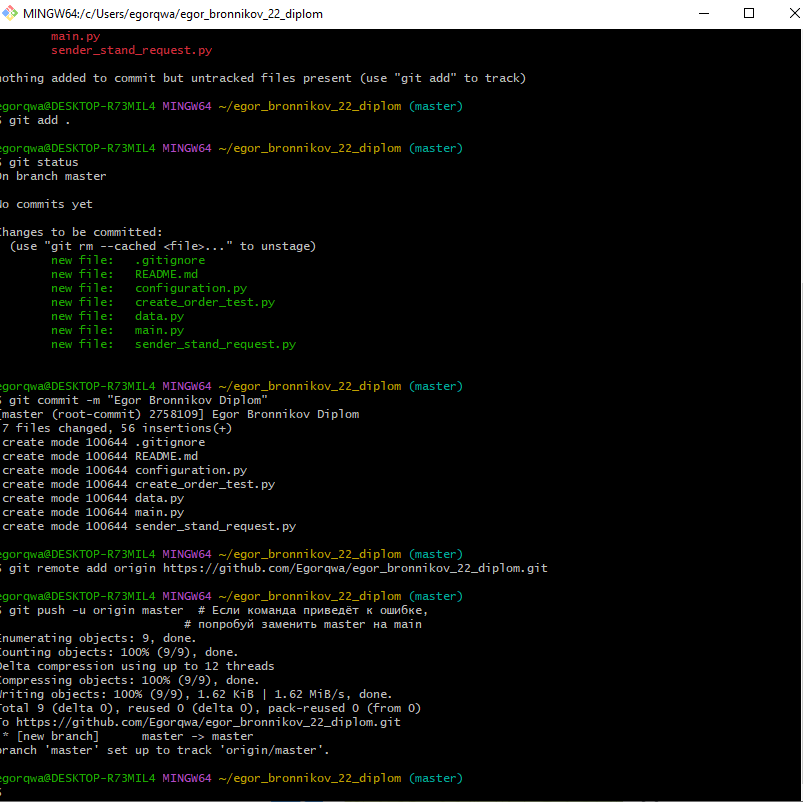 MINGW64:/c/Users/egorqwa/egor_bronnikov_22_diplom
main.py
sender_stand_request.py
nothing added to commit but untracked files present (use "git add" to track)
egorqwa@DESKTOP-R73MIL4 MINGW64 ~/egor_bronnikov_22_diplom (master)
$ git add .
egorqwa@DESKTOP-R73MIL4 MINGW64 ~/egor_bronnikov_22_diplom (master)
$ git status
On branch master
No commits yet
Changes to be committed:
(use "git rm --cached <file>..." to unstage)
new file: .gitignore
new file: README.md
new file: configuration.py
new file: create_order_test.py
new file: data.py
new file: main.py
new file: sender_stand_request.py
egorqwa@DESKTOP-R73MIL4 MINGW64 ~/egor_bronnikov_22_diplom (master)
$ git commit -m "Egor Bronnikov Diplom"
[master (root-commit) 2758109] Egor Bronnikov Diplom
7 files changed, 56 insertions(+)
create mode 100644 .gitignore
create mode 100644 README.md
create mode 100644 configuration.py
create mode 100644 create_order_test.py
create mode 100644 data.py
create mode 100644 main.py
create mode 100644 sender_stand_request.py
egorqwa@DESKTOP-R73MIL4 MINGW64 ~/egor_bronnikov_22_diplom (master)
$ git remote add origin https://github.com/Egorqwa/egor_bronnikov_22_diplom.git
egorqwa@DESKTOP-R73MIL4 MINGW64 ~/egor_bronnikov_22_diplom (master)
$ git push -u origin master # Если команда приведёт к ошибке,
# попробуй заменить master на main
Enumerating objects: 9, done.
Counting objects: 100% (9/9), done.
Delta compression using up to 12 threads
Compressing objects: 100% (9/9), done.
Writing objects: 100% (9/9), 1.62 KiB | 1.62 MiB/s, done.
Total 9 (delta 0), reused 0 (delta 0), pack-reused 0 (from 0)
To https://github.com/Egorqwa/egor_bronnikov_22_diplom.git
* [new branch] master -> master
branch 'master' set up to track 'origin/master'.
egorqwa@DESKTOP-R73MIL4 MINGW64 ~/egor_bronnikov_22_diplom (master)
$